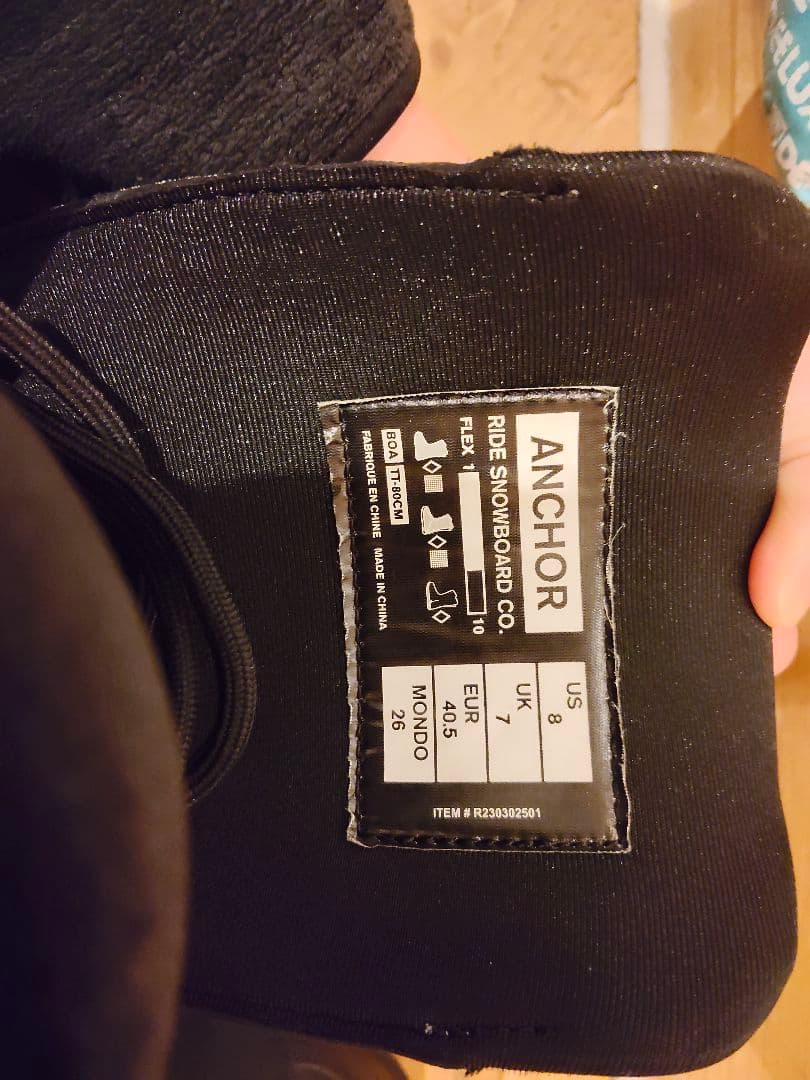 ANCHOR
RIDE SNOWBOARD CO.
FLEX 1 10
BOA TT-80CM
FABRIQUE EN CHINE MADE IN CHINA
US
8
UK
7
EUR
40.5
MONDO
26
ITEM # R230302501